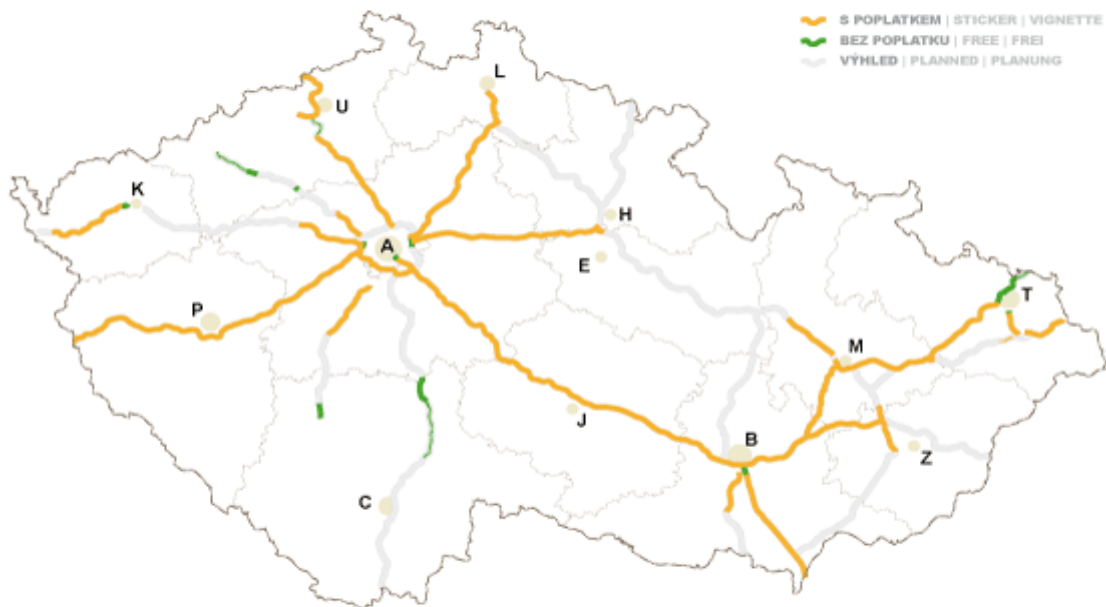 S POPLATKEM | STICKER | VIGNETTE
BEZ POPLATKU | FREE | FREI
VÝHLED | PLANNED | PLANUNG
L
U
K
H
A
E
T
P
M
J
B
Z
C